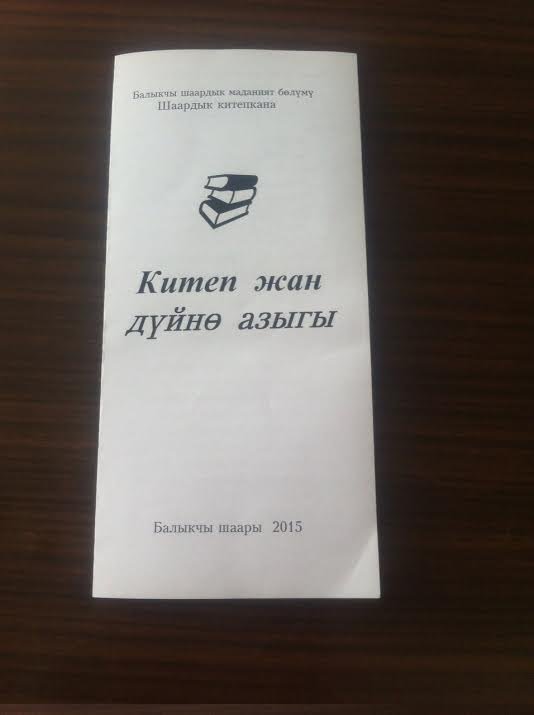 Балыкчы шаардык маданият бөлүмү
Шаардык китепкана
Китеп жан
дүйнө азыгы
Балыкчы шаары 2015